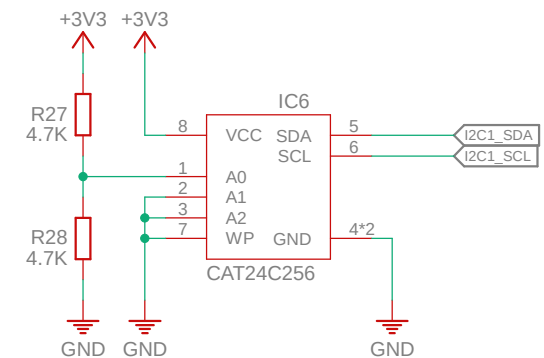 +3V3 +3V3
IC6
R27
4.7K
8 VCC SDA 5 I2C1_SDA
SCL 6 I2C1_SCL
1 A0
2 A1
3 A2
7 WP GND 4*2
R28
4.7K
CAT24C256
GND GND GND